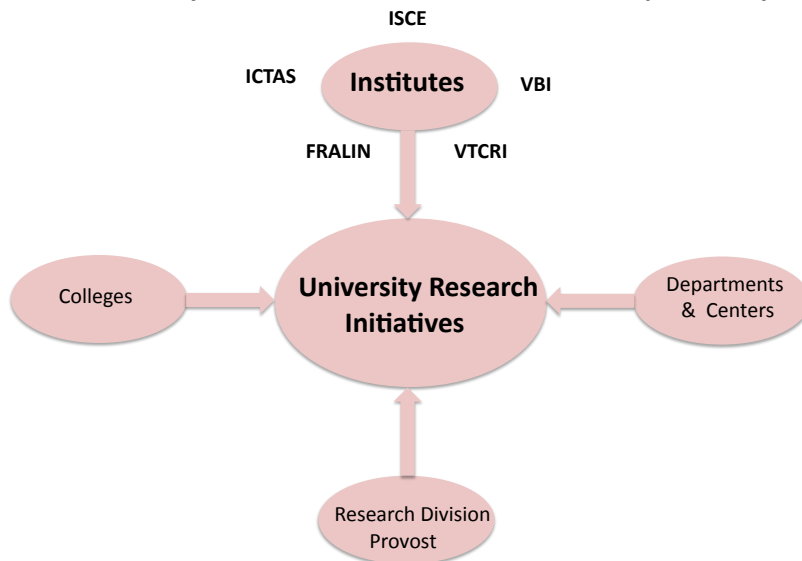 ISCE
ICTAS
Institutes
VBI
FRALIN
VTCRI
University Research
Initiatives
Colleges
Departments
& Centers
Research Division
Provost